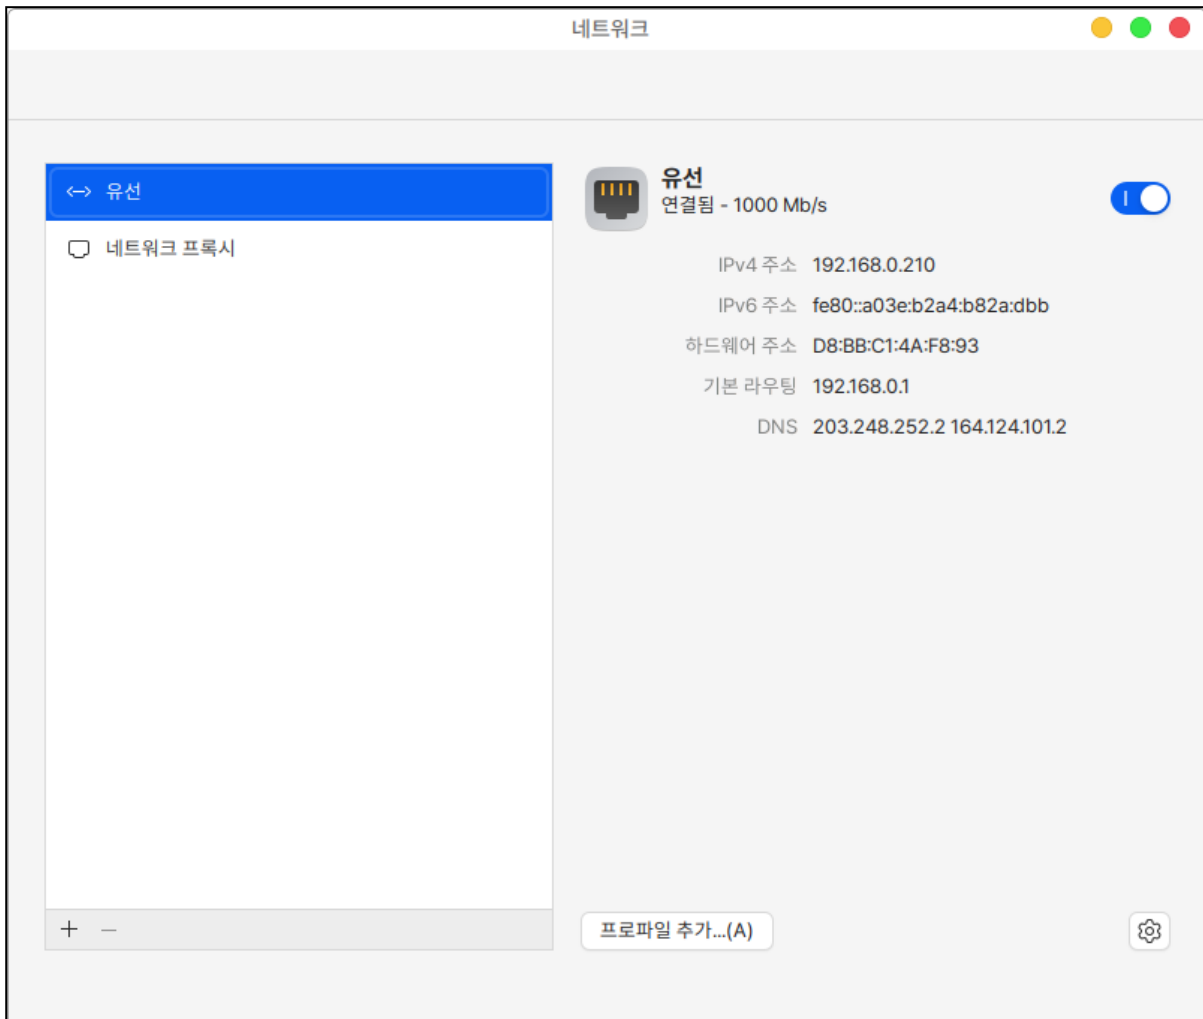 네트워크
유선
네트워크 프록시
유선
연결됨 - 1000 Mb/s
IPv4 주소 192.168.0.210
IPv6 주소 fe80::a03e:b2a4:b82a:dbb
하드웨어 주소 D8:BB:C1:4A:F8:93
기본 라우팅 192.168.0.1
DNS 203.248.252.2 164.124.101.2
프로파일 추가...(A)